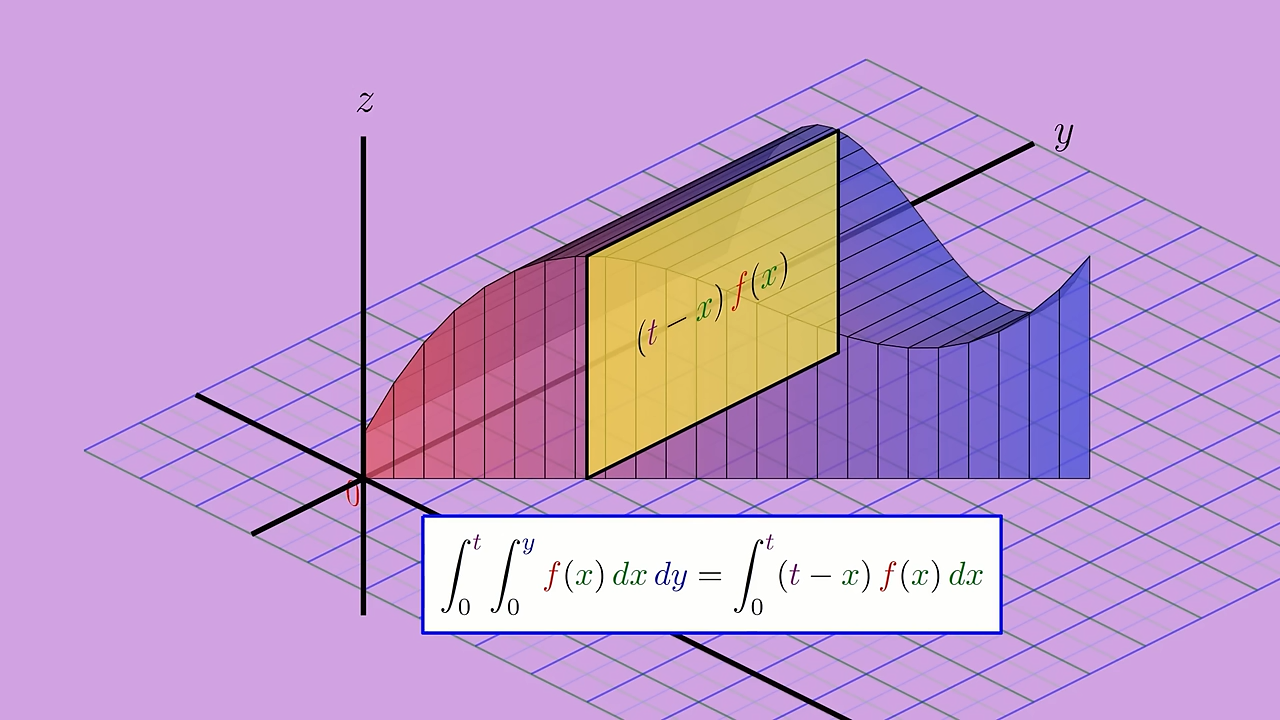 z
y
(t − x) f(x)
0
∫₀ᵗ ∫₀ʸ f(x) dx dy = ∫₀ᵗ (t − x) f(x) dx